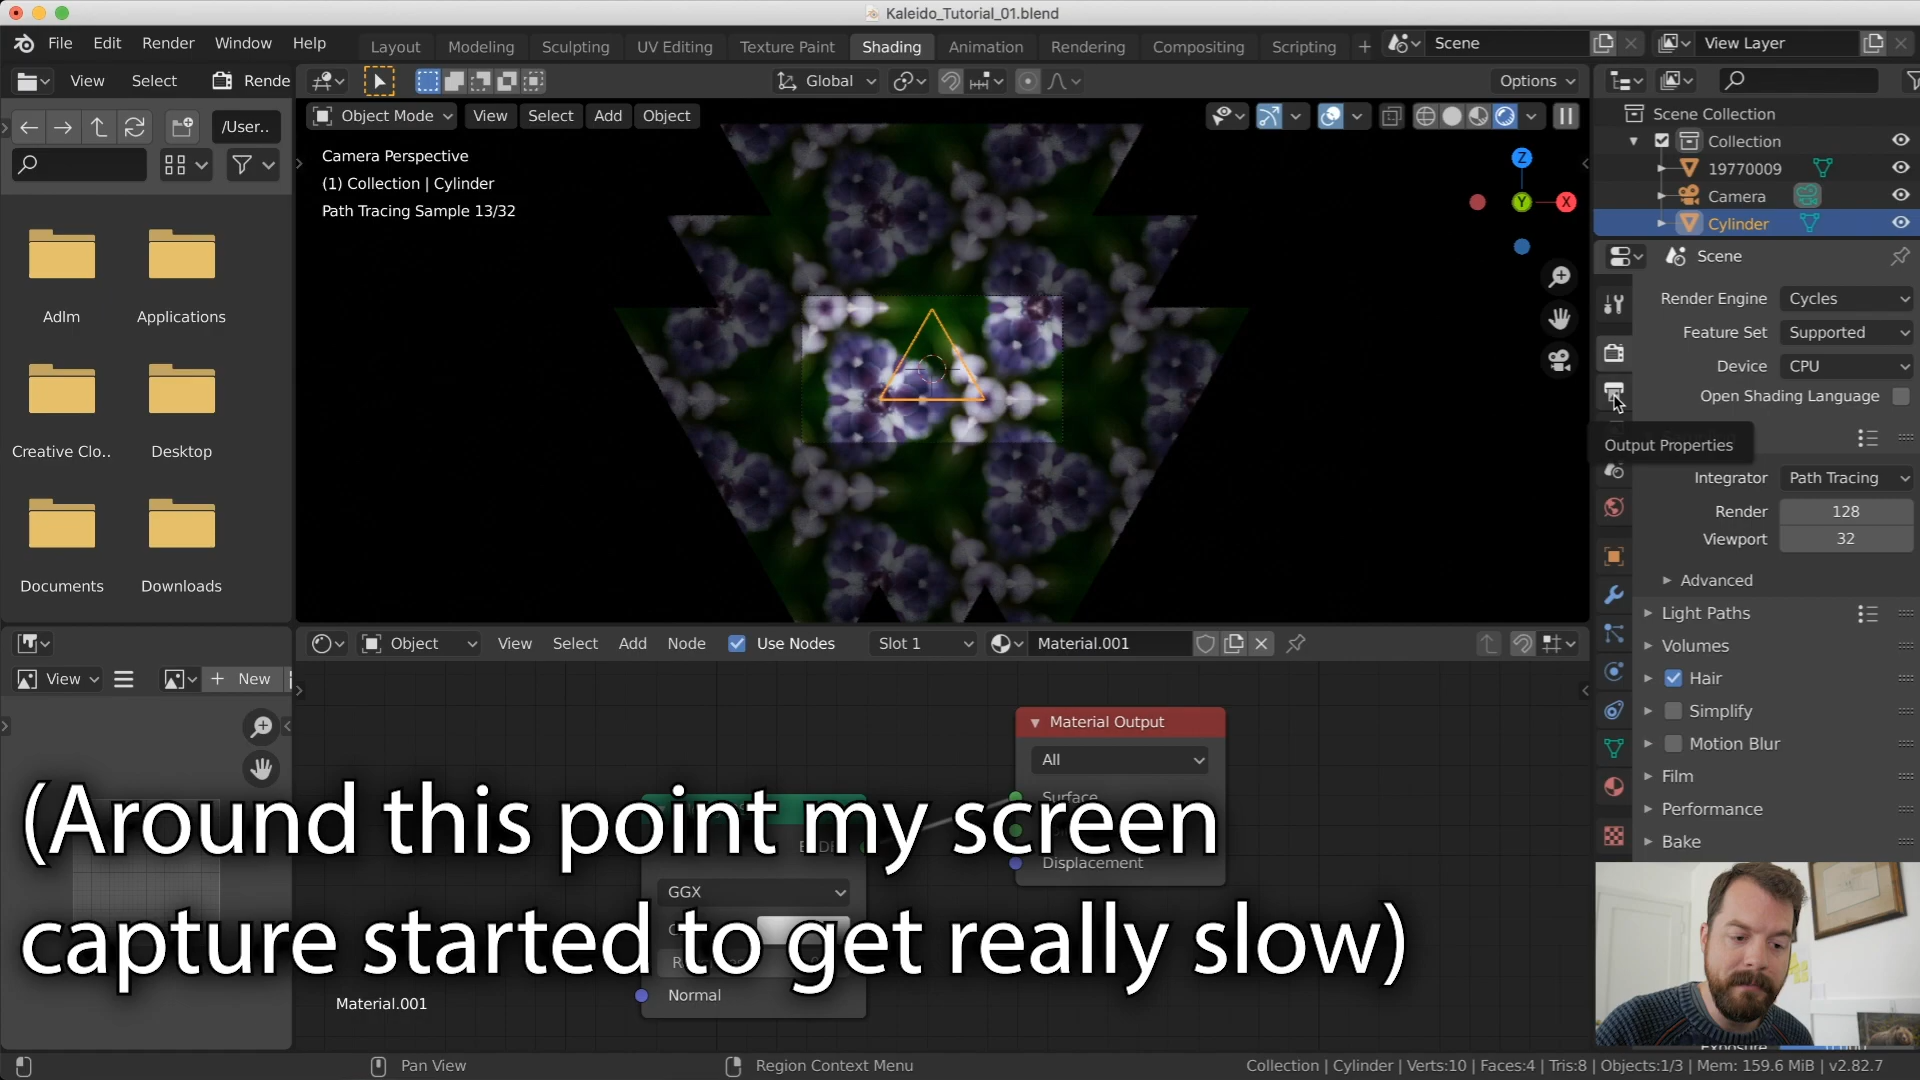 Kaleido_Tutorial_01.blend
File Edit Render Window Help
Layout Modeling Sculpting UV Editing Texture Paint Shading Animation Rendering Compositing Scripting +
Scene
View Layer
View Select Rende
Global
Options
/User..
Object Mode View Select Add Object
Camera Perspective
(1) Collection | Cylinder
Path Tracing Sample 13/32
Z
Y
X
Adlm
Applications
Creative Clo..
Desktop
Documents
Downloads
Scene Collection
Collection
19770009
Camera
Cylinder
Scene
Render Engine Cycles
Feature Set Supported
Device CPU
Open Shading Language
Output Properties
Integrator Path Tracing
Render 128
Viewport 32
Advanced
Light Paths
Volumes
Hair
Simplify
Motion Blur
Film
Performance
Bake
View + New
Object View Select Add Node Use Nodes Slot 1 Material.001
Material Output
All
Surface
Displacement
GGX
Normal
Material.001
(Around this point my screen
capture started to get really slow)
Pan View
Region Context Menu
Collection | Cylinder | Verts:10 | Faces:4 | Tris:8 | Objects:1/3 | Mem: 159.6 MiB | v2.82.7